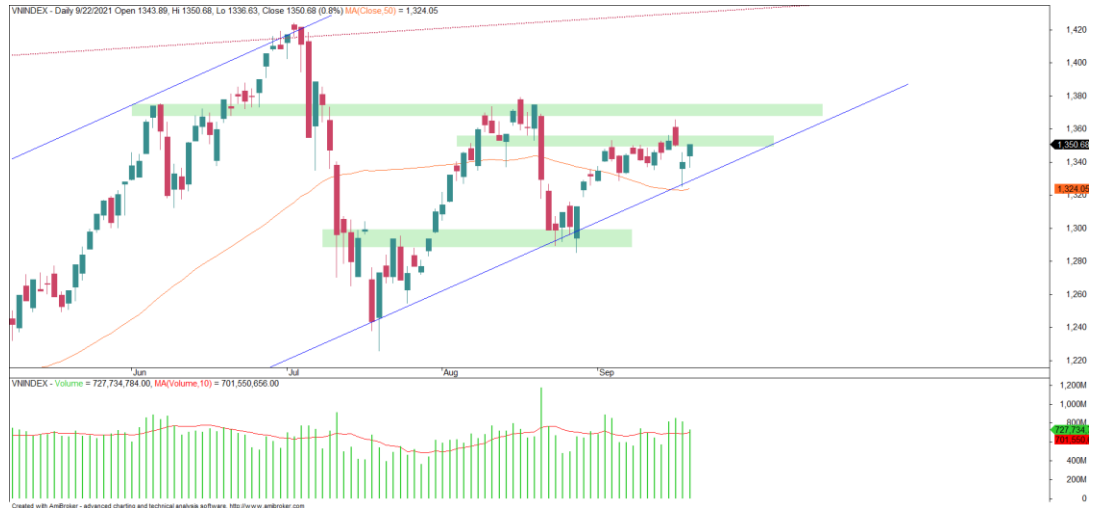 VNINDEX - Daily 9/22/2021 Open 1343.89, Hi 1350.68, Lo 1336.63, Close 1350.68 (0.8%) MA(Close,50) = 1,324.05
1,420
1,400
1,380
1,360
1,350.68
1,340
1,324.05
1,320
1,300
1,280
1,260
1,240
1,220
Jun
Jul
Aug
Sep
VNINDEX - Volume = 727,734,784.00, MA(Volume,10) = 701,550,656.00
1,200M
1,000M
800M
727,734,
701,550,
400M
200M
0
Created with AmiBroker - advanced charting and technical analysis software. http://www.amibroker.com